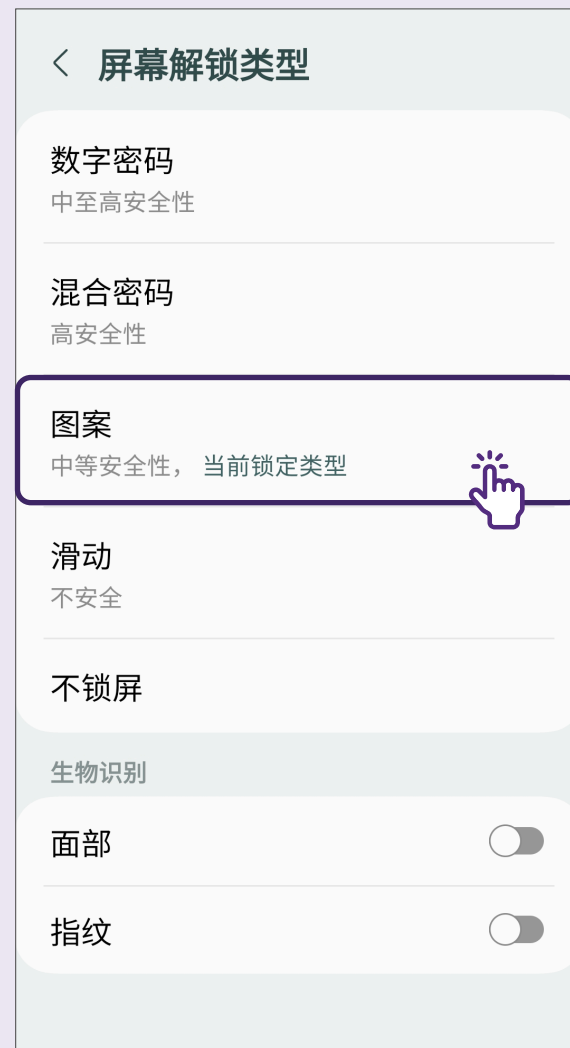 屏幕解锁类型
数字密码
中至高安全性
混合密码
高安全性
图案
中等安全性， 当前锁定类型
滑动
不安全
不锁屏
生物识别
面部
指纹